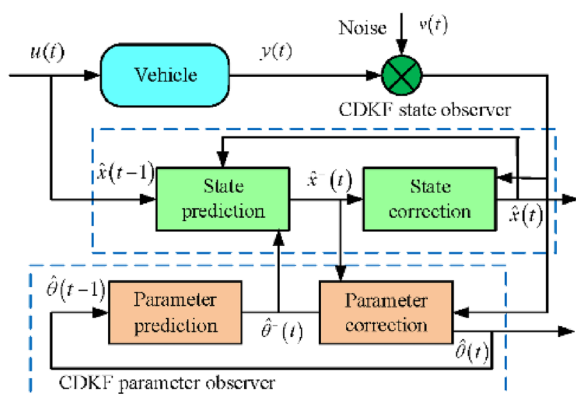 Noise v(t)
u(t)
Vehicle
y(t)
CDKF state observer
x̂(t−1)
State
prediction
x̂⁻(t)
State
correction
x̂(t)
θ̂(t−1)
Parameter
prediction
θ̂⁻(t)
Parameter
correction
θ̂(t)
CDKF parameter observer